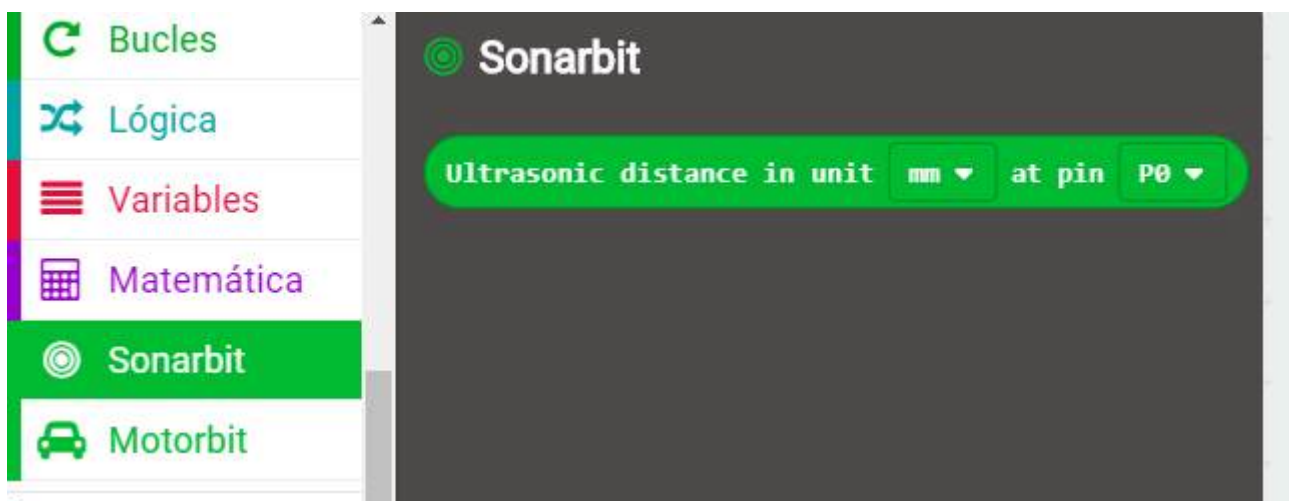 Bucles
Lógica
Variables
Matemática
Sonarbit
Motorbit
Sonarbit
Ultrasonic distance in unit mm at pin P0